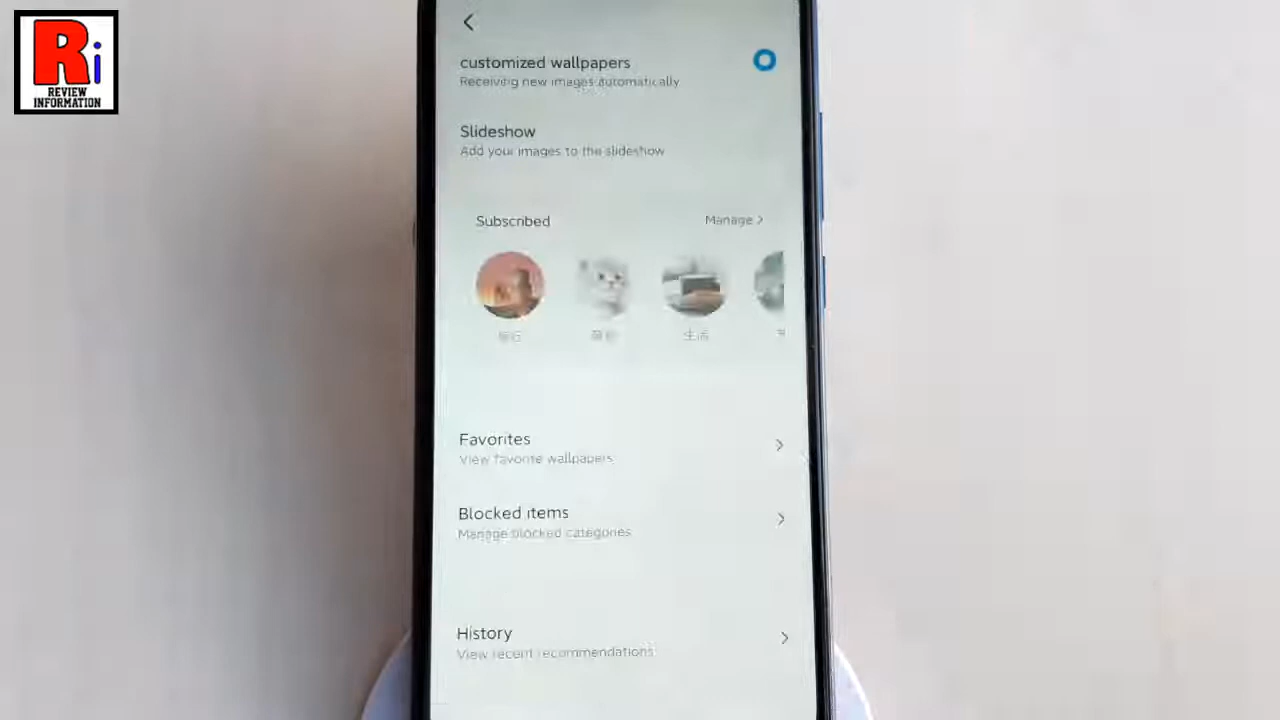 Ri
REVIEW
INFORMATION
customized wallpapers
Receiving new images automatically
Slideshow
Add your images to the slideshow
Subscribed
Manage >
生活
Favorites
View favorite wallpapers
Blocked items
Manage blocked categories
History
View recent recommendations